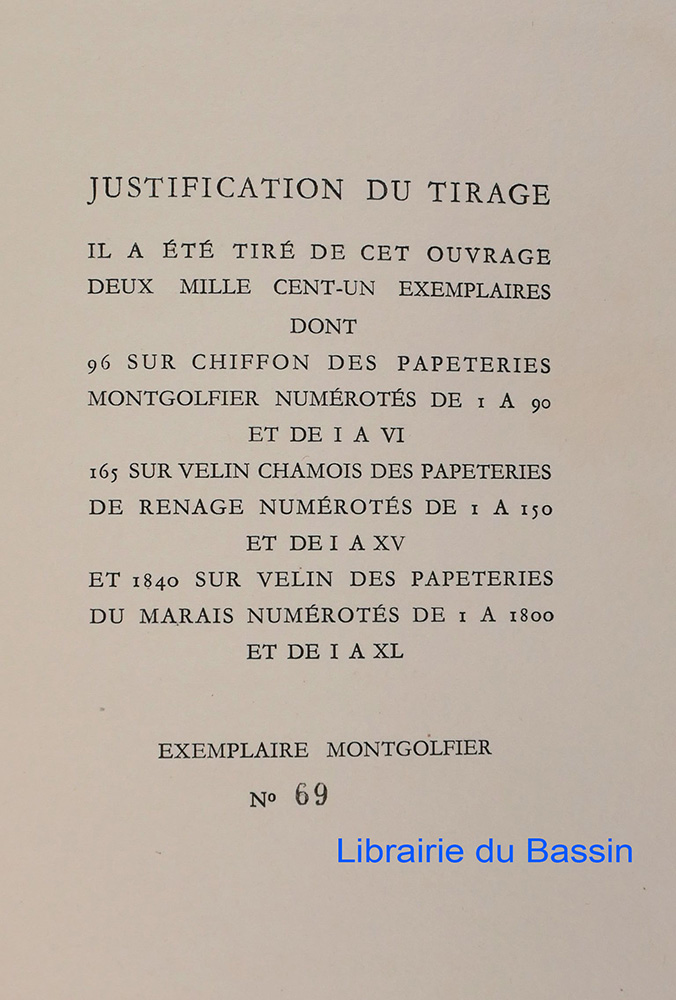 JUSTIFICATION DU TIRAGE
IL A ÉTÉ TIRÉ DE CET OUVRAGE
DEUX MILLE CENT-UN EXEMPLAIRES
DONT
96 SUR CHIFFON DES PAPETERIES
MONTGOLFIER NUMÉROTÉS DE 1 A 90
ET DE I A VI
165 SUR VELIN CHAMOIS DES PAPETERIES
DE RENAGE NUMÉROTÉS DE 1 A 150
ET DE I A XV
ET 1840 SUR VELIN DES PAPETERIES
DU MARAIS NUMÉROTÉS DE 1 A 1800
ET DE I A XL
EXEMPLAIRE MONTGOLFIER
Nº 69
Librairie du Bassin